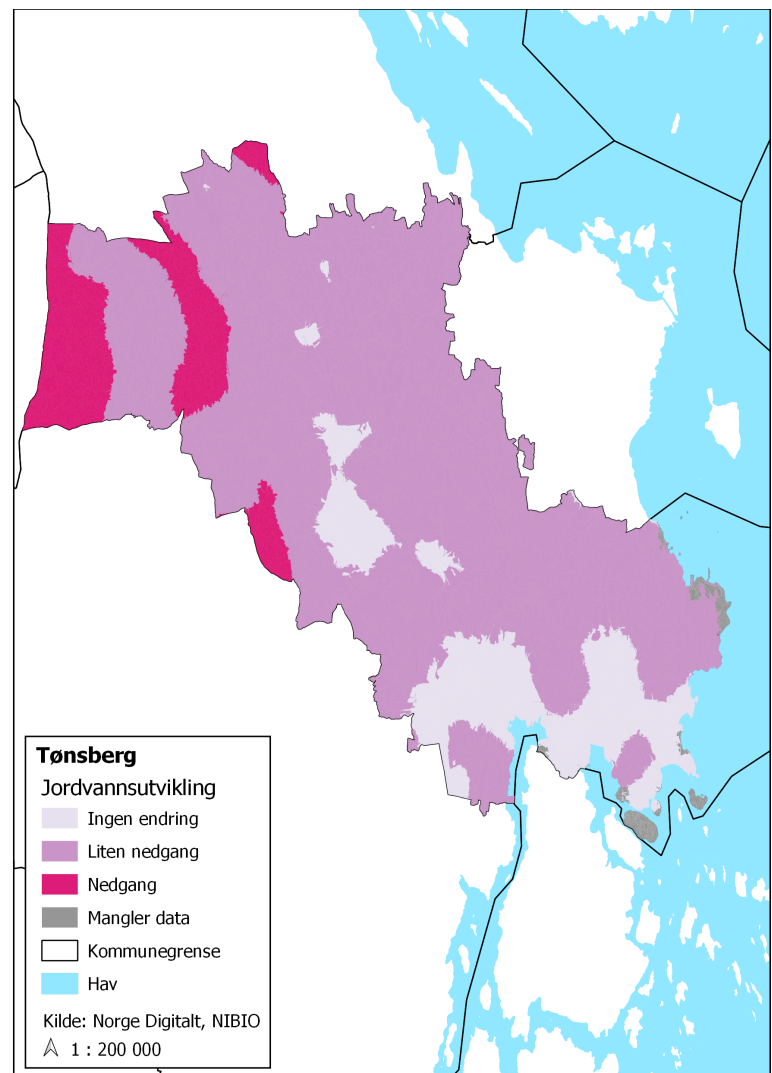 Tønsberg
Jordvannsutvikling
Ingen endring
Liten nedgang
Nedgang
Mangler data
Kommunegrense
Hav
Kilde: Norge Digitalt, NIBIO
1 : 200 000